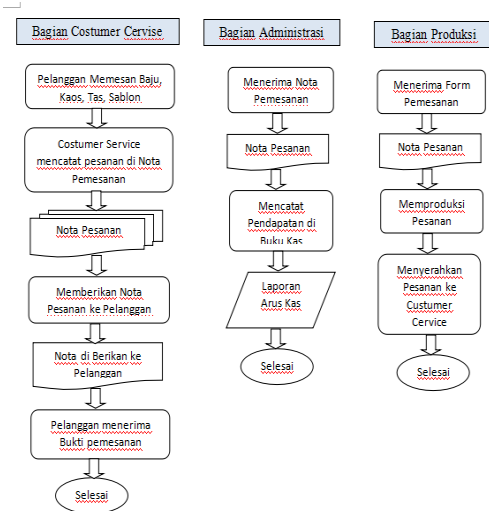 Bagian Costumer Cervise
Pelanggan Memesan Baju,
Kaos, Tas, Sablon
Costumer Service
mencatat pesanan di Nota
Pemesanan
Nota Pesanan
Memberikan Nota
Pesanan ke Pelanggan
Nota di Berikan ke
Pelanggan
Pelanggan menerima
Bukti pemesanan
Selesai
Bagian Administrasi
Menerima Nota
Pemesanan
Nota Pesanan
Mencatat
Pendapatan di
Buku Kas
Laporan
Arus Kas
Selesai
Bagian Produksi
Menerima Form
Pemesanan
Nota Pesanan
Memproduksi
Pesanan
Menyerahkan
Pesanan ke
Custumer
Cervice
Selesai